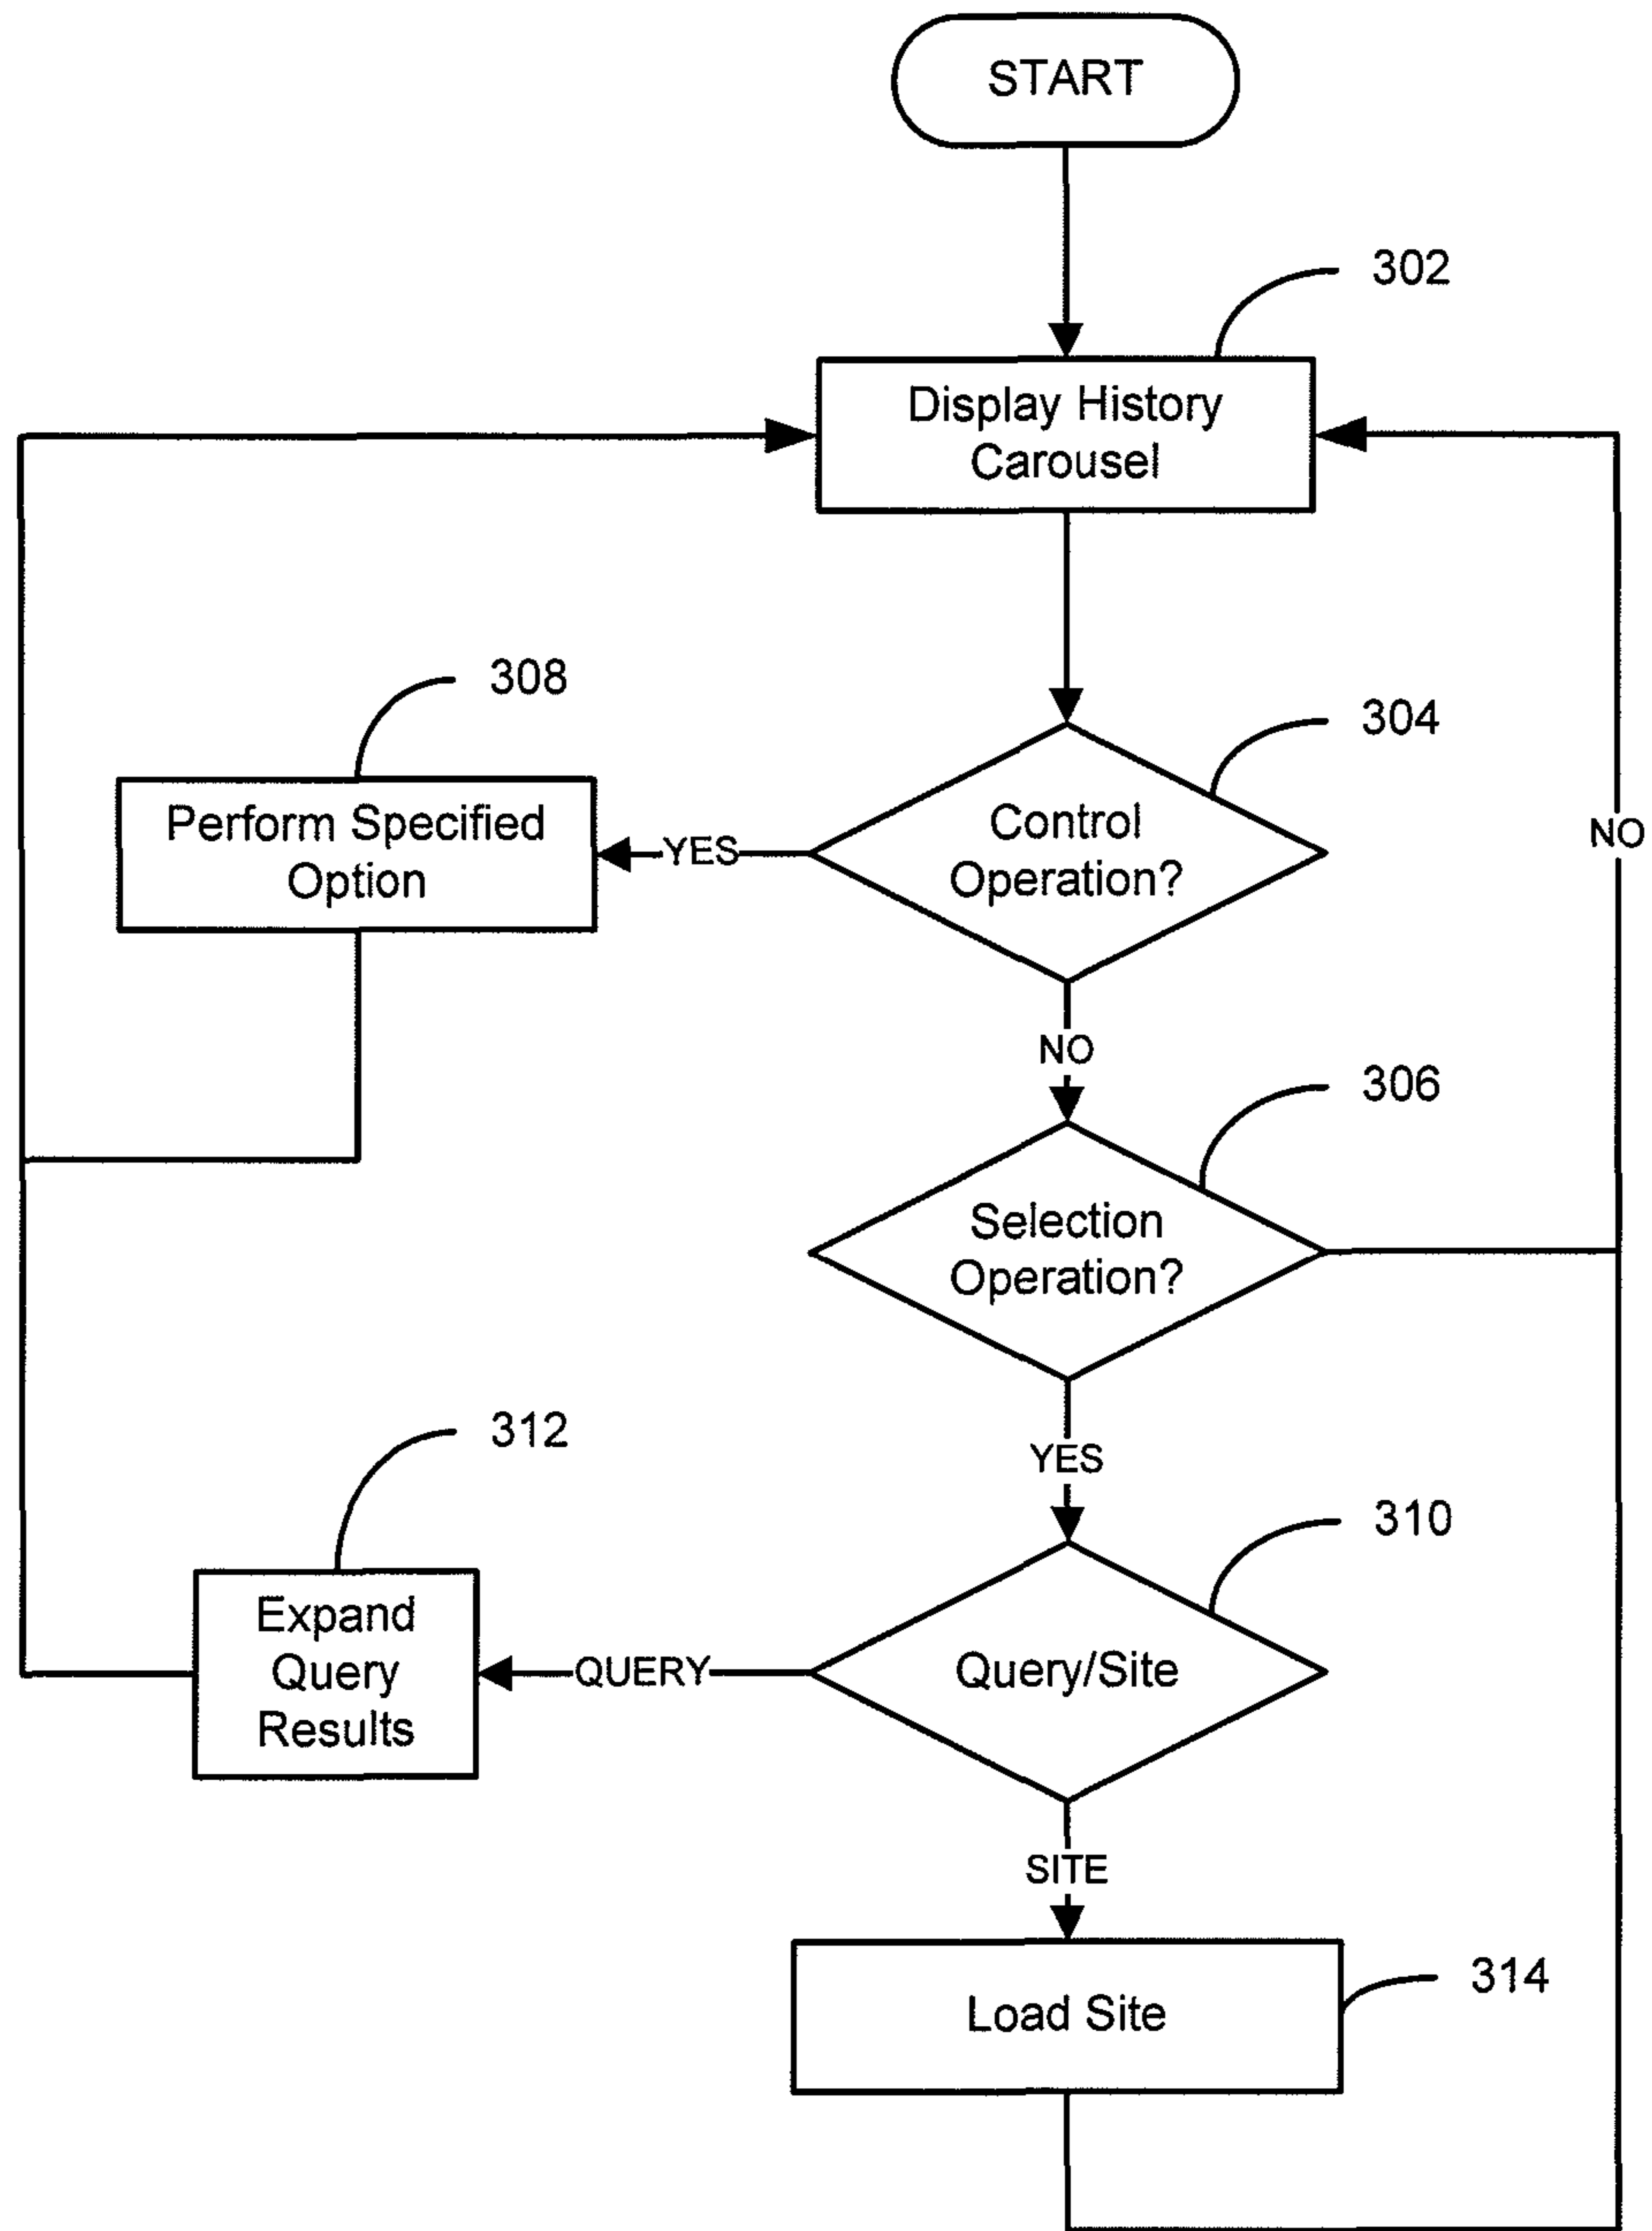 START
302
Display History
Carousel
308
304
Perform Specified
Option
YES
Control
Operation?
NO
NO
306
Selection
Operation?
312
YES
310
Expand
Query
Results
QUERY
Query/Site
SITE
314
Load Site